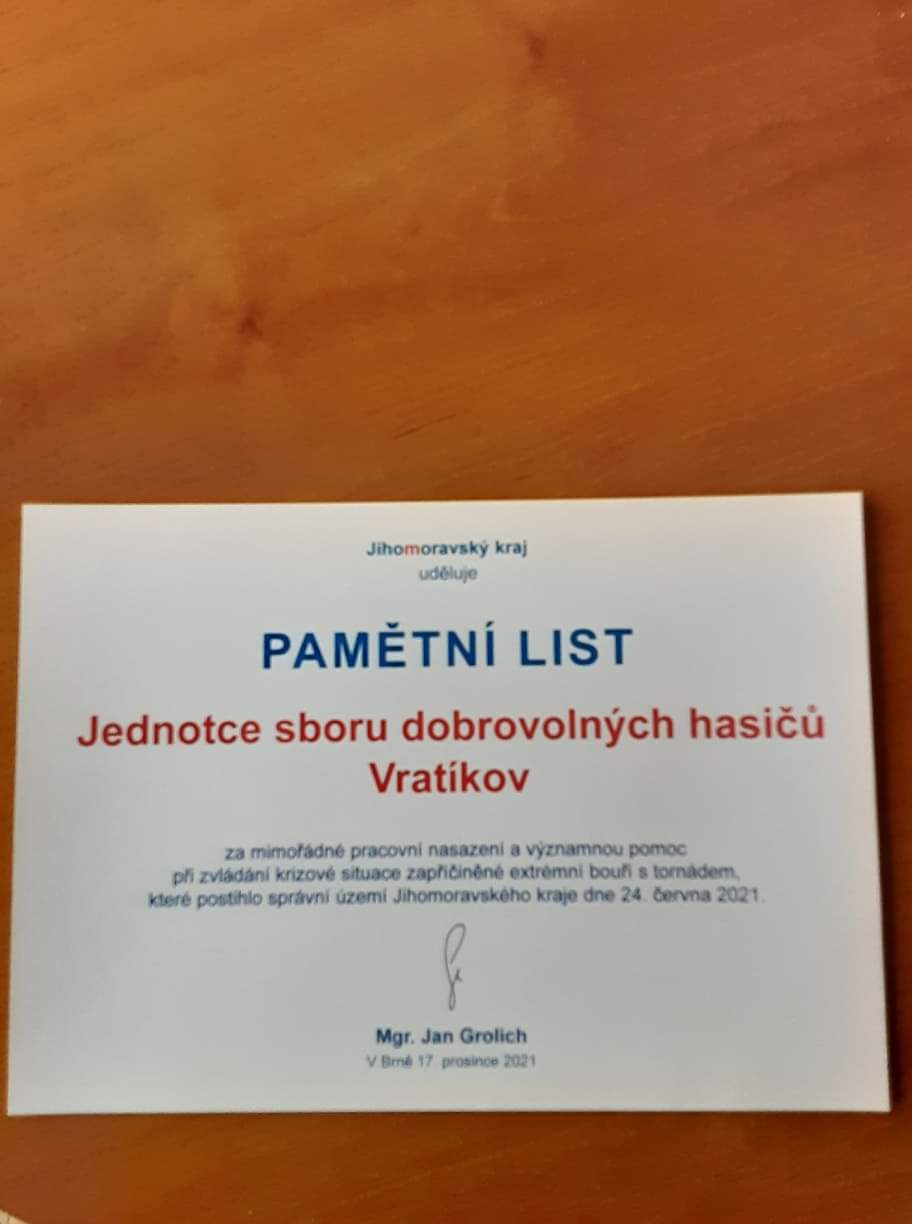 Jihomoravský kraj
uděluje
PAMĚTNÍ LIST
Jednotce sboru dobrovolných hasičů
Vratíkov
za mimořádné pracovní nasazení a významnou pomoc
při zvládání krizové situace zapříčiněné extrémní bouří s tornádem,
které postihlo správní území Jihomoravského kraje dne 24. června 2021.
Mgr. Jan Grolich
V Brně 17. prosince 2021